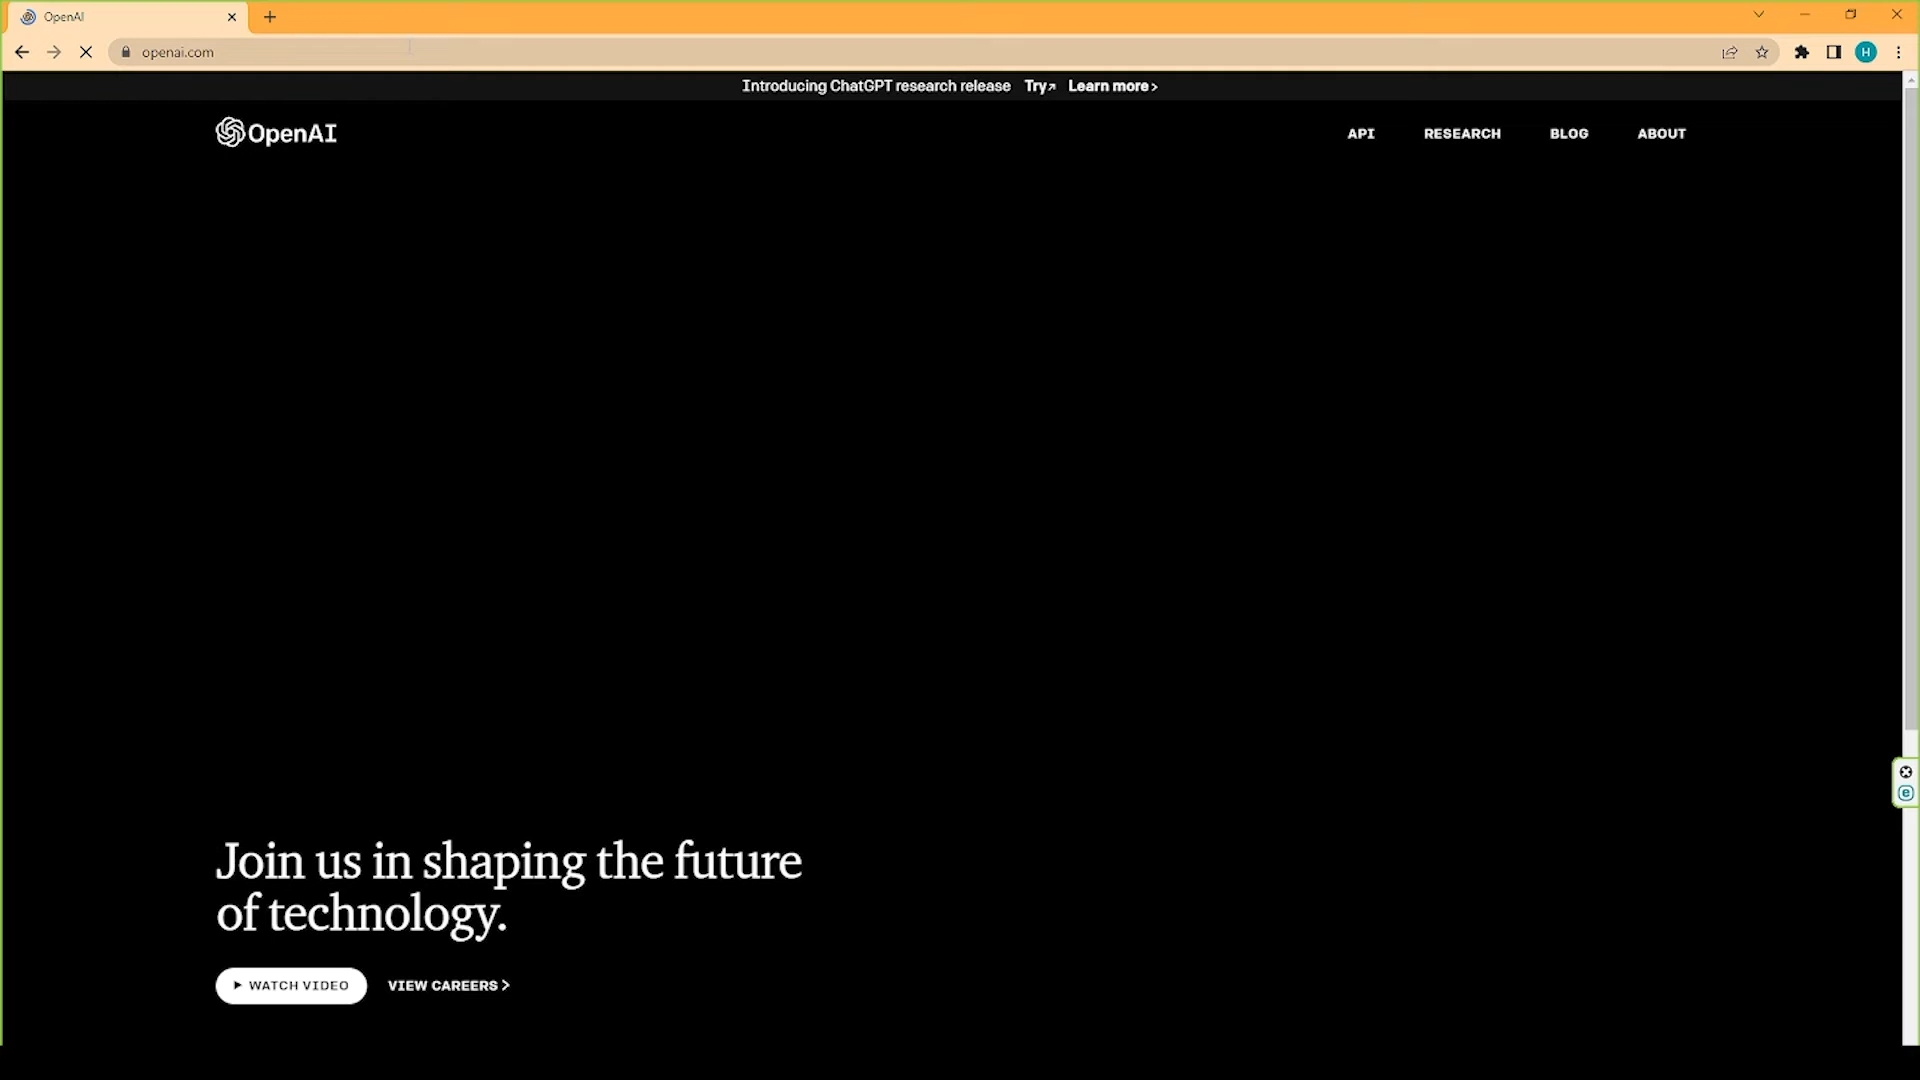 OpenAI
openai.com
H
Introducing ChatGPT research release Try↗ Learn more >
OpenAI
API RESEARCH BLOG ABOUT
Join us in shaping the future
of technology.
WATCH VIDEO VIEW CAREERS >